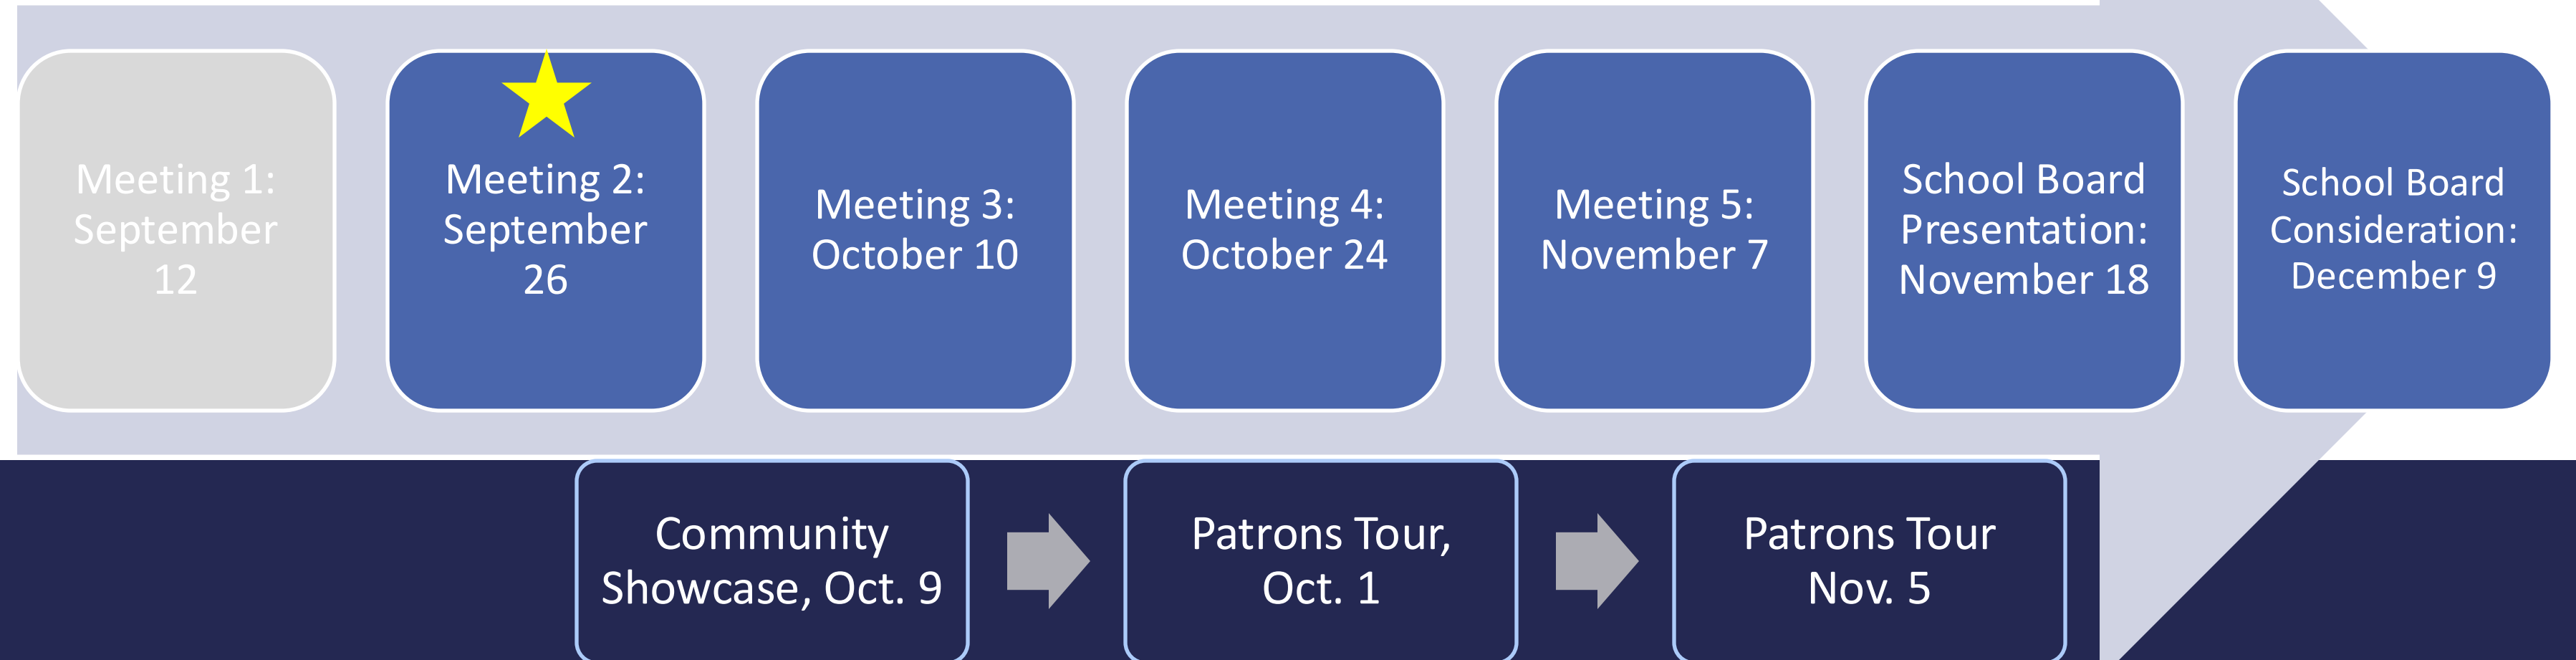 Meeting 1:
September
12
Meeting 2:
September
26
Meeting 3:
October 10
Meeting 4:
October 24
Meeting 5:
November 7
School Board
Presentation:
November 18
School Board
Consideration:
December 9
Community
Showcase, Oct. 9
Patrons Tour,
Oct. 1
Patrons Tour
Nov. 5